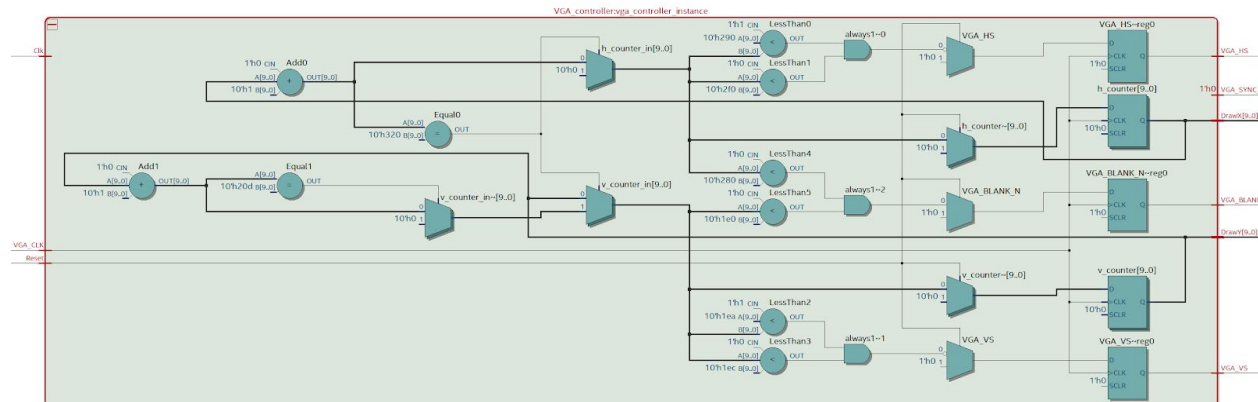 VGA_controller:vga_controller_instance
Clk
1'h0 CIN
Add0
A[9..0]
OUT[9..0]
10'h1 B[9..0]
+
h_counter_in[9..0]
0
10'h0 1
Equal0
A[9..0]
OUT
10'h320 B[9..0]
=
1'h0 CIN
Add1
A[9..0]
OUT[9..0]
10'h1 B[9..0]
+
Equal1
A[9..0]
OUT
10'h20d B[9..0]
=
v_counter_in~[9..0]
0
10'h0 1
v_counter_in[9..0]
0
1
VGA_CLK
Reset
1'h1 CIN
LessThan0
10'h290 A[9..0]
OUT
B[9..0]
<
1'h0 CIN
LessThan1
A[9..0]
OUT
10'h2f0 B[9..0]
<
always1~0
VGA_HS
0
1'h0 1
h_counter~[9..0]
0
10'h0 1
1'h0 CIN
LessThan4
A[9..0]
OUT
10'h280 B[9..0]
<
1'h0 CIN
LessThan5
A[9..0]
OUT
10'h1e0 B[9..0]
<
always1~2
VGA_BLANK_N
0
1'h0 1
v_counter~[9..0]
0
10'h0 1
1'h1 CIN
LessThan2
10'h1ea A[9..0]
OUT
B[9..0]
<
1'h0 CIN
LessThan3
A[9..0]
OUT
10'h1ec B[9..0]
<
always1~1
VGA_VS
0
1'h0 1
VGA_HS~reg0
D
>CLK Q
1'h0 SCLR
h_counter[9..0]
D
>CLK Q
10'h0 SCLR
VGA_BLANK_N~reg0
D
>CLK Q
1'h0 SCLR
v_counter[9..0]
D
>CLK Q
10'h0 SCLR
VGA_VS~reg0
D
>CLK Q
1'h0 SCLR
VGA_HS
1'h0 VGA_SYNC_
DrawX[9..0]
VGA_BLANK
DrawY[9..0]
VGA_VS